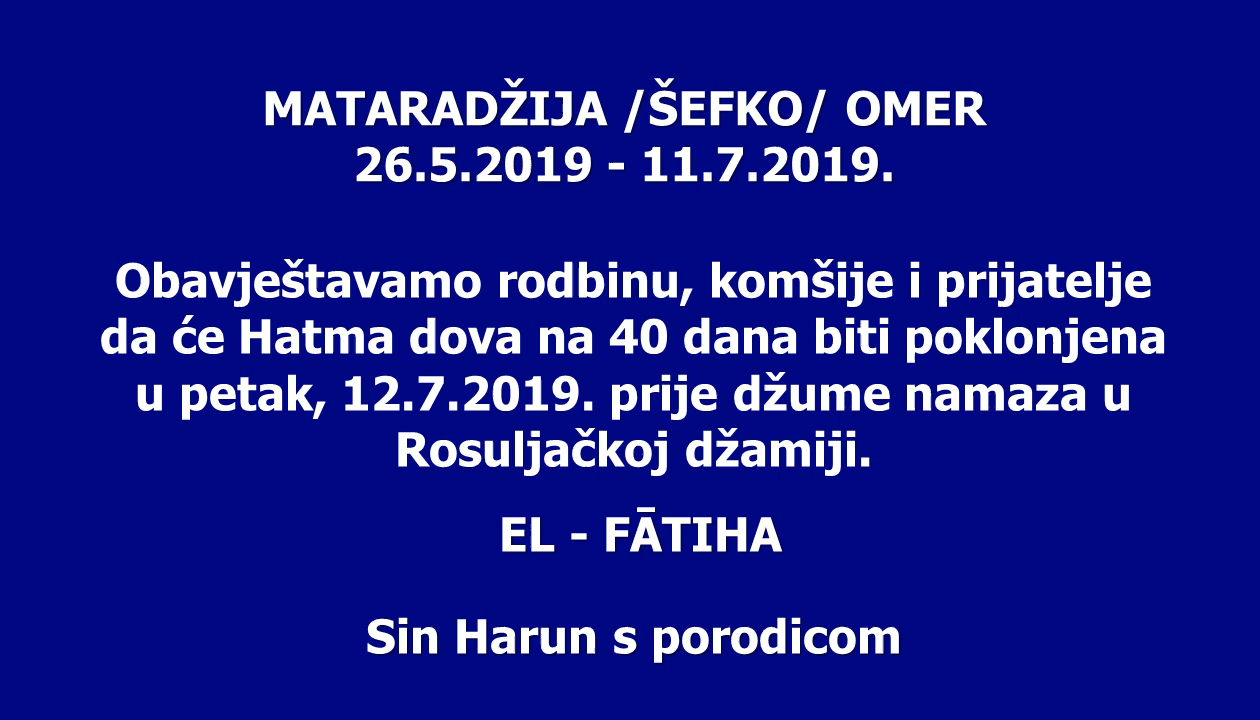 MATARADŽIJA /ŠEFKO/ OMER
26.5.2019 - 11.7.2019.
Obavještavamo rodbinu, komšije i prijatelje
da će Hatma dova na 40 dana biti poklonjena
u petak, 12.7.2019. prije džume namaza u
Rosuljačkoj džamiji.
EL - FĀTIHA
Sin Harun s porodicom